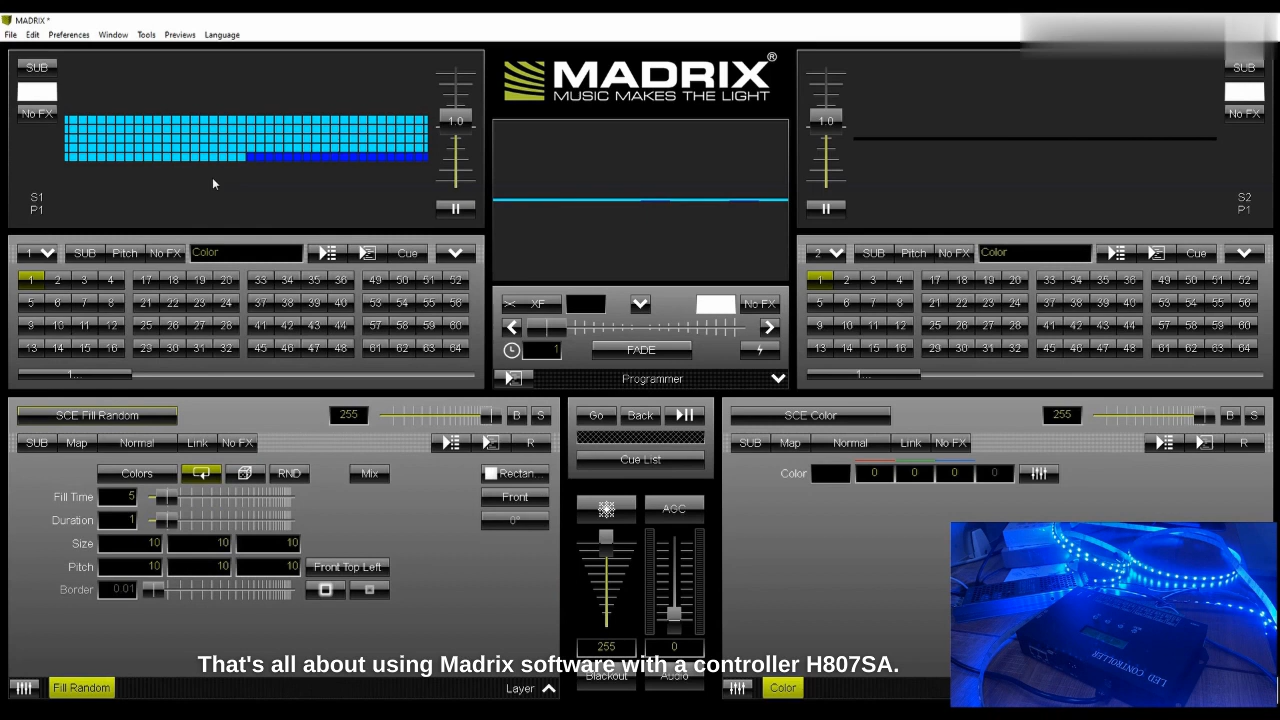 MADRIX *
File Edit Preferences Window Tools Previews Language
SUB
No FX
1.0
S1
P1
MADRIX®
MUSIC MAKES THE LIGHT
1.0
SUB
No FX
S2
P1
1 SUB Pitch No FX Color Cue
1 2 3 4 17 18 19 20 33 34 35 36 49 50 51 52
5 6 7 8 21 22 23 24 37 38 39 40 53 54 55 56
9 10 11 12 25 26 27 28 41 42 43 44 57 58 59 60
13 14 15 16 29 30 31 32 45 46 47 48 61 62 63 64
1...
XF No FX
1 FADE
Programmer
2 SUB Pitch No FX Color Cue
1 2 3 4 17 18 19 20 33 34 35 36 49 50 51 52
5 6 7 8 21 22 23 24 37 38 39 40 53 54 55 56
9 10 11 12 25 26 27 28 41 42 43 44 57 58 59 60
13 14 15 16 29 30 31 32 45 46 47 48 61 62 63 64
1...
SCE Fill Random 255 B S
SUB Map Normal Link No FX R
Colors RND Mix Rectan...
Fill Time 5 Front
Duration 1 0°
Size 10 10 10
Pitch 10 10 10 Front Top Left
Border 0.01
Fill Random Layer
Go Back
Cue List
AGC
255 0
Blackout Audio
SCE Color 255 B S
SUB Map Normal Link No FX R
Color 0 0 0 0
Color
LED CONTROLLER
That's all about using Madrix software with a controller H807SA.